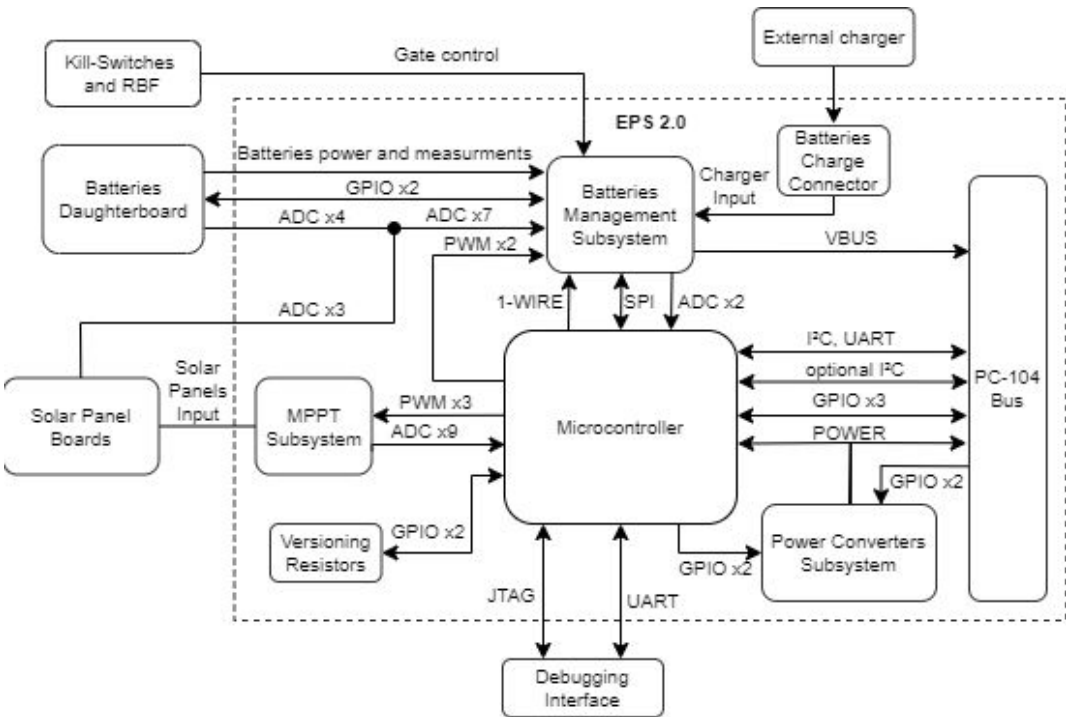 Kill-Switches
and RBF
Gate control
External charger
EPS 2.0
Batteries
Charge
Connector
Batteries
Daughterboard
Batteries power and measurments
GPIO x2
ADC x4
ADC x7
PWM x2
Batteries
Management
Subsystem
Charger
Input
VBUS
ADC x3
1-WIRE
SPI
ADC x2
Solar Panel
Boards
Solar
Panels
Input
MPPT
Subsystem
PWM x3
ADC x9
Microcontroller
I²C, UART
optional I²C
GPIO x3
POWER
PC-104
Bus
GPIO x2
Versioning
Resistors
GPIO x2
GPIO x2
Power Converters
Subsystem
JTAG
UART
Debugging
Interface